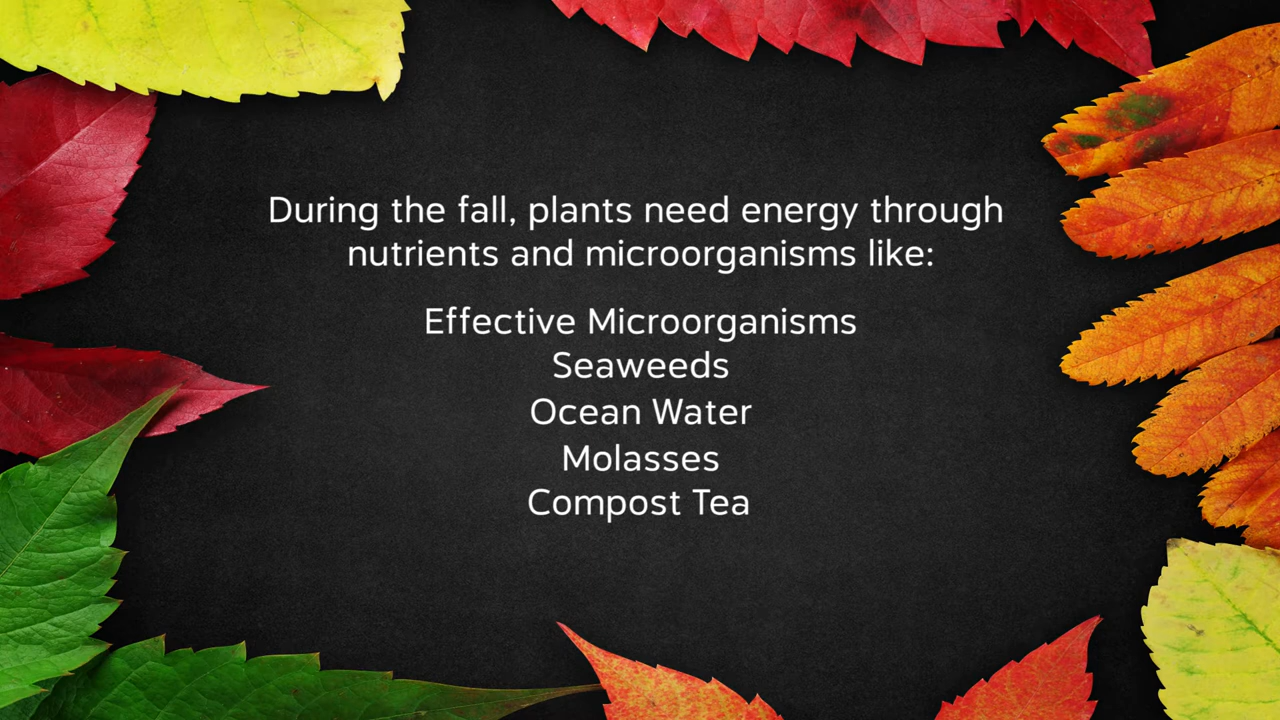 During the fall, plants need energy through
nutrients and microorganisms like:
Effective Microorganisms
Seaweeds
Ocean Water
Molasses
Compost Tea